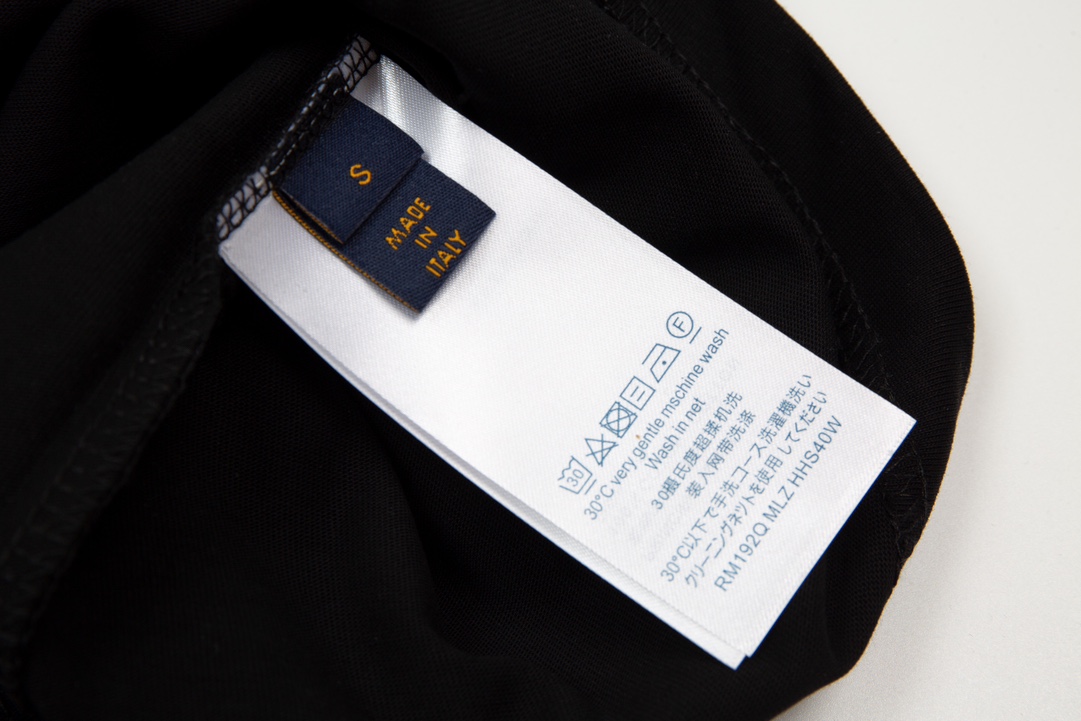 S
MADE
IN
ITALY
30
F
30°C very gentle mschine wash
Wash in net
30摄氏度超揉机洗
装入网带洗涤
30°C以下で手洗コース洗濯機洗い
クリーニングネットを使用してください
RM192Q MLZ HHS40W